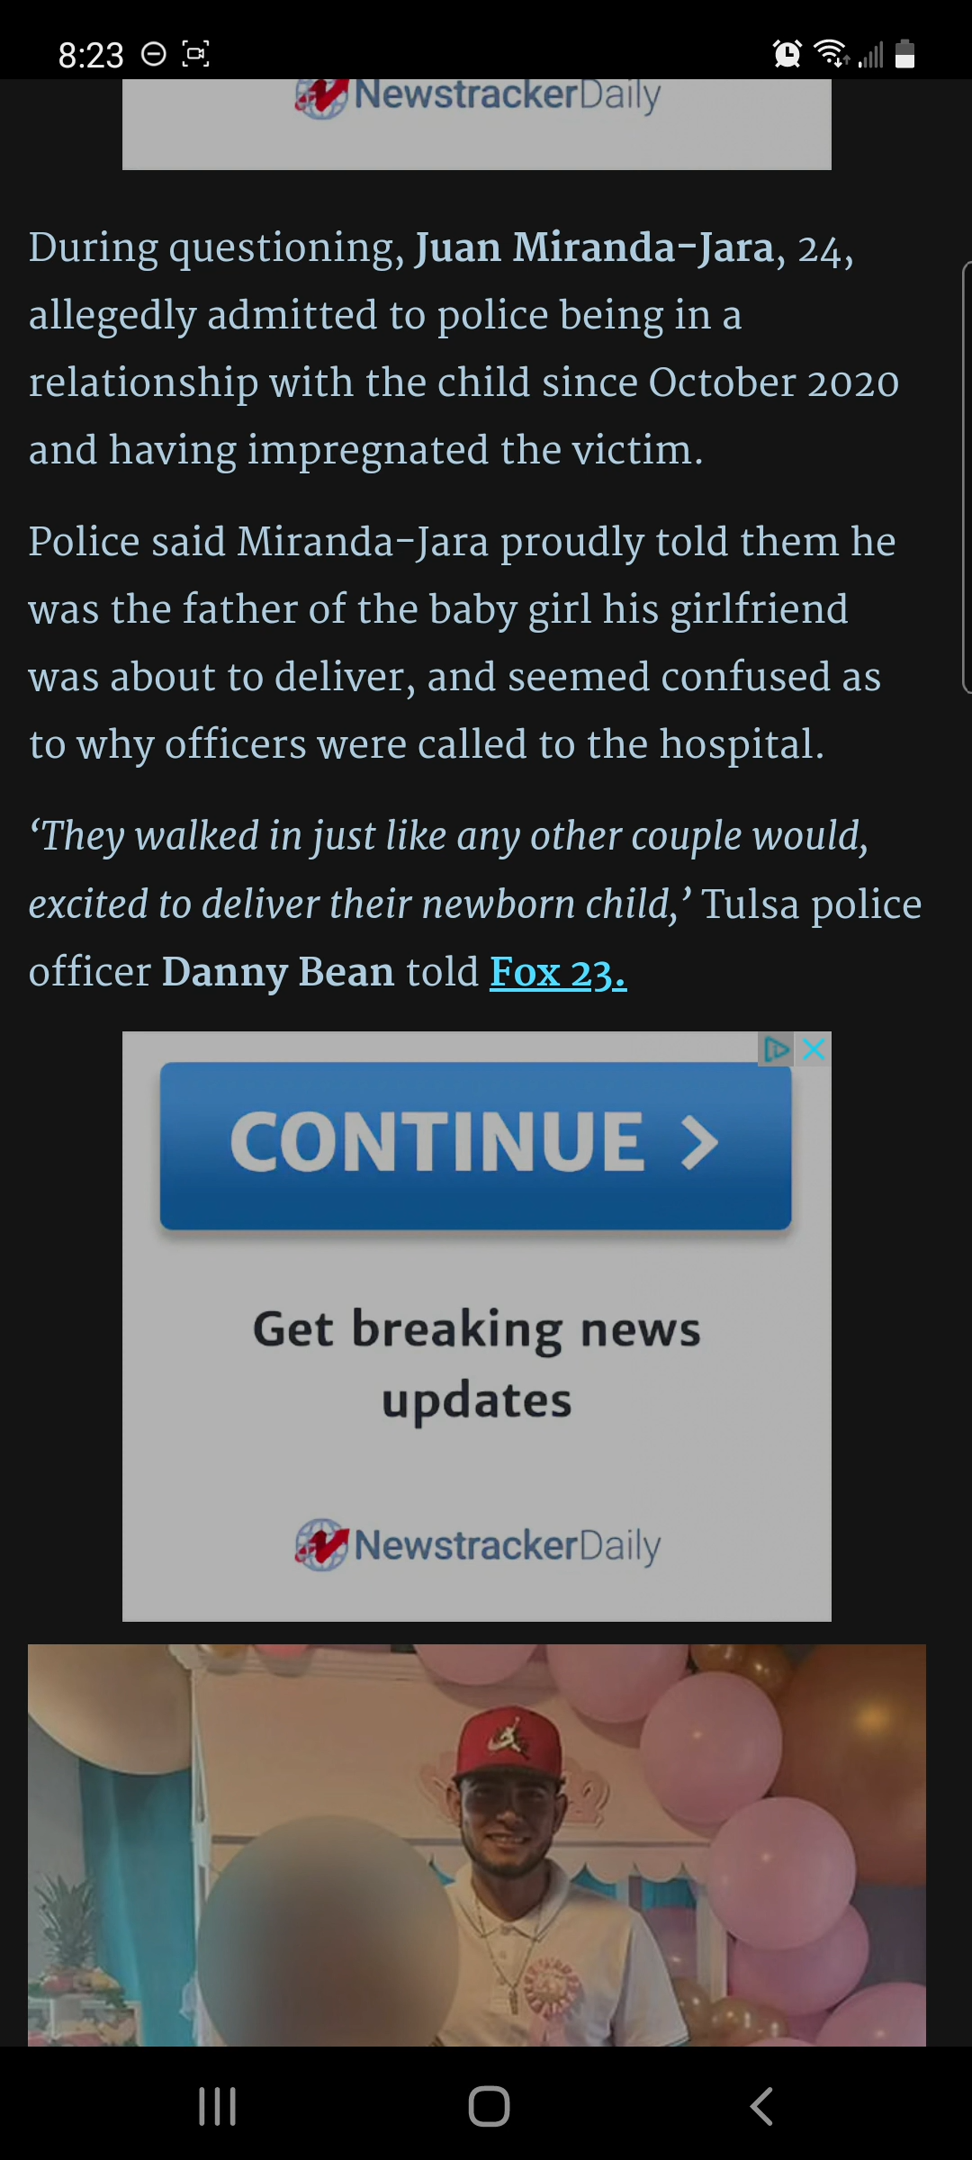 8:23
NewstrackerDaily
During questioning, Juan Miranda-Jara, 24,
allegedly admitted to police being in a
relationship with the child since October 2020
and having impregnated the victim.
Police said Miranda-Jara proudly told them he
was the father of the baby girl his girlfriend
was about to deliver, and seemed confused as
to why officers were called to the hospital.
‘They walked in just like any other couple would,
excited to deliver their newborn child,’ Tulsa police
officer Danny Bean told Fox 23.
CONTINUE >
Get breaking news
updates
NewstrackerDaily